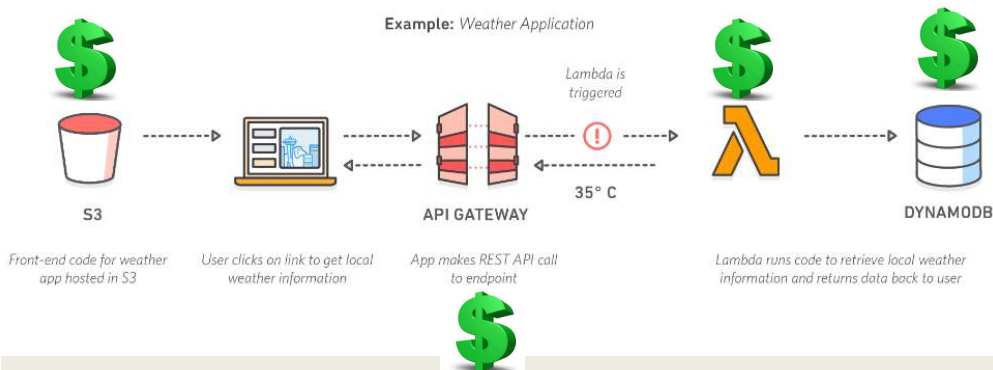 Example: Weather Application
Lambda is
triggered
35° C
S3
API GATEWAY
DYNAMODB
Front-end code for weather
app hosted in S3
User clicks on link to get local
weather information
App makes REST API call
to endpoint
Lambda runs code to retrieve local weather
information and returns data back to user